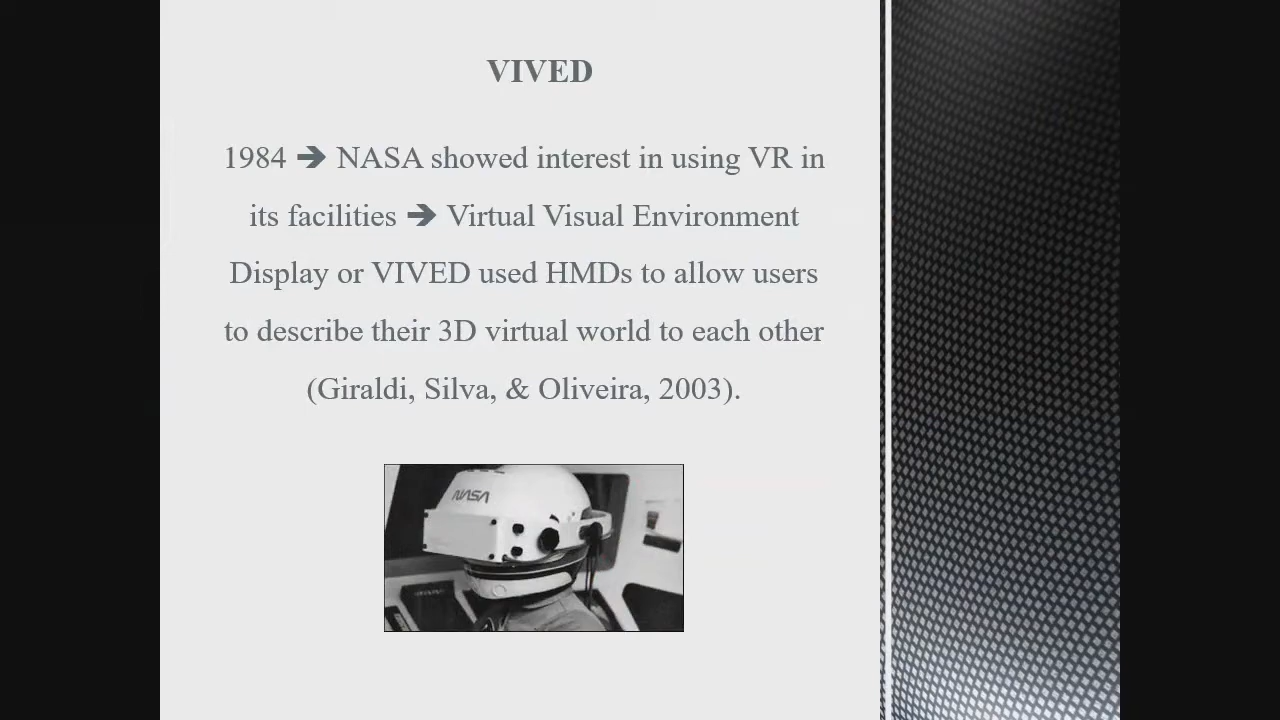 VIVED
1984 ➔ NASA showed interest in using VR in
its facilities ➔ Virtual Visual Environment
Display or VIVED used HMDs to allow users
to describe their 3D virtual world to each other
(Giraldi, Silva, & Oliveira, 2003).
NASA